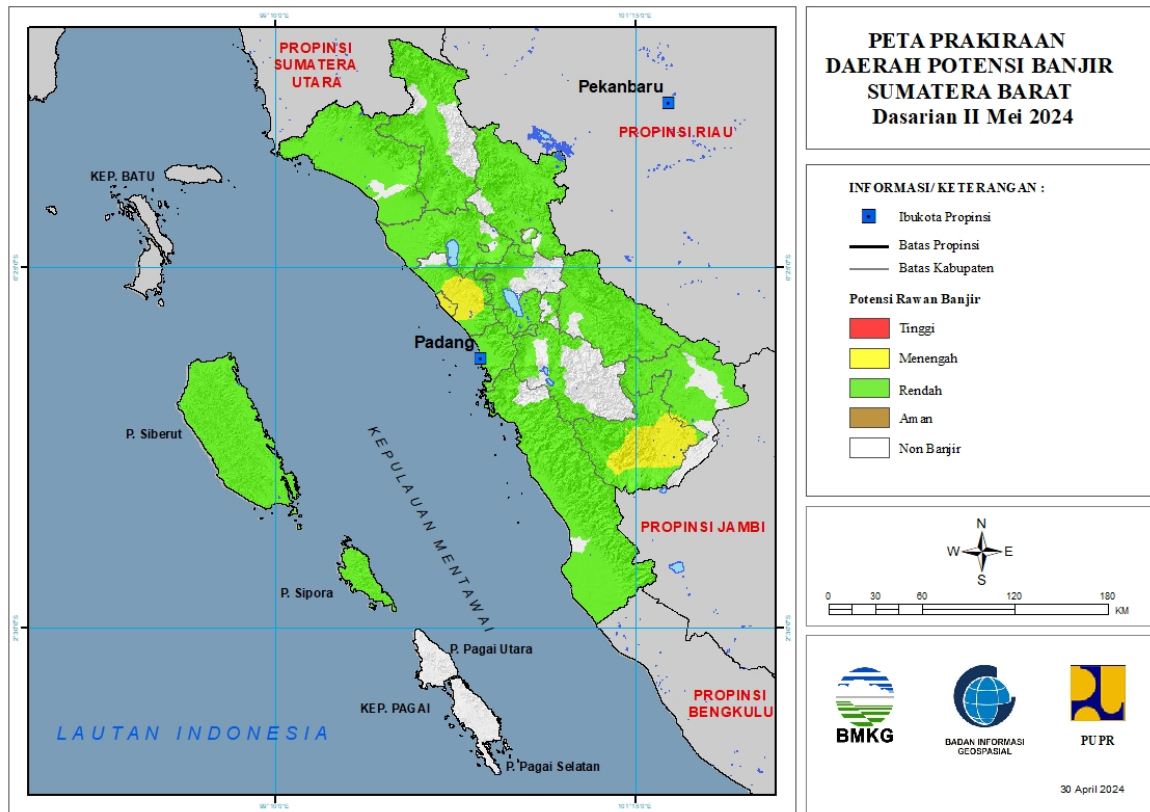 PETA PRAKIRAAN
DAERAH POTENSI BANJIR
SUMATERA BARAT
Dasarian II Mei 2024
INFORMASI/ KETERANGAN :
Ibukota Propinsi
Batas Propinsi
Batas Kabupaten
Potensi Rawan Banjir
Tinggi
Menengah
Rendah
Aman
Non Banjir
N
W
E
S
0
30
60
120
180
KM
BMKG
BADAN INFORMASI
GEOSPASIAL
PUPR
30 April 2024
PROPINSI
SUMATERA
UTARA
Pekanbaru
PROPINSI RIAU
KEP. BATU
Padang
P. Siberut
KEPULAUAN MENTAWAI
PROPINSI JAMBI
P. Sipora
P. Pagai Utara
KEP. PAGAI
PROPINSI
BENGKULU
LAUTAN INDONESIA
P. Pagai Selatan